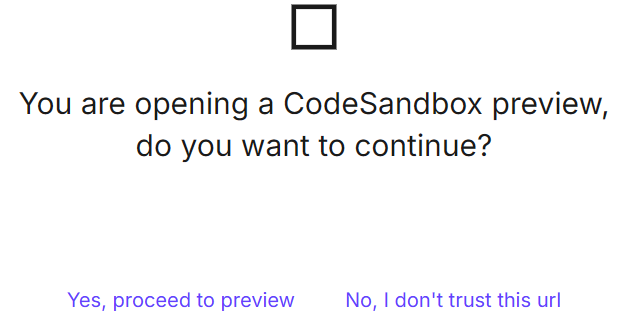 You are opening a CodeSandbox preview,
do you want to continue?
Yes, proceed to preview
No, I don't trust this url